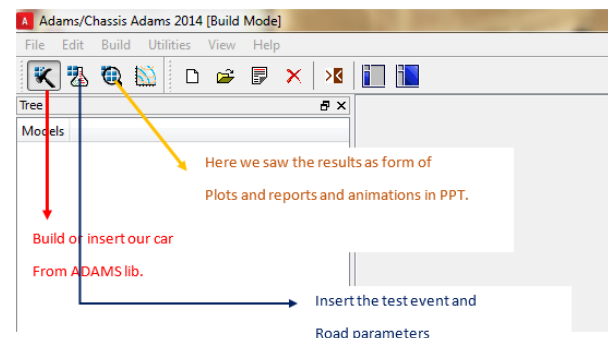 Adams/Chassis Adams 2014 [Build Mode]
File Edit Build Utilities View Help
Tree
Models
Here we saw the results as form of
Plots and reports and animations in PPT.
Build or insert our car
From ADAMS lib.
Insert the test event and
Road parameters